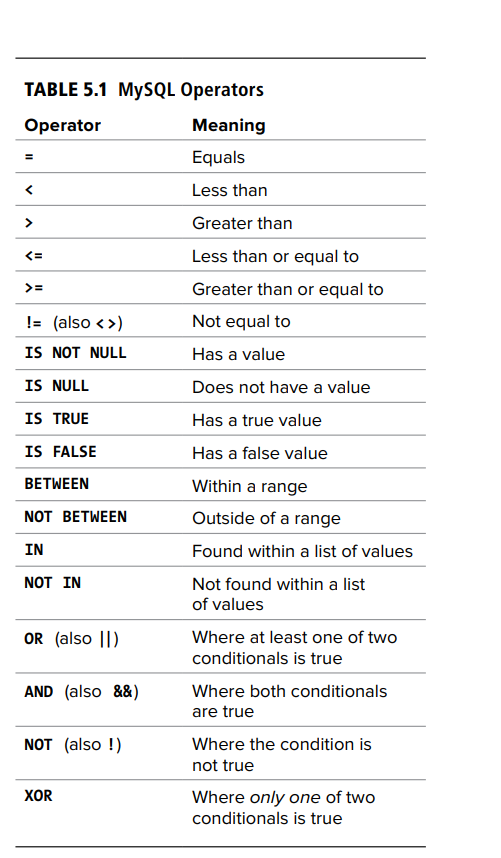 TABLE 5.1 MySQL Operators
Operator Meaning
= Equals
< Less than
> Greater than
<= Less than or equal to
>= Greater than or equal to
!= (also <>) Not equal to
IS NOT NULL Has a value
IS NULL Does not have a value
IS TRUE Has a true value
IS FALSE Has a false value
BETWEEN Within a range
NOT BETWEEN Outside of a range
IN Found within a list of values
NOT IN Not found within a list
of values
OR (also ||) Where at least one of two
conditionals is true
AND (also &&) Where both conditionals
are true
NOT (also !) Where the condition is
not true
XOR Where only one of two
conditionals is true